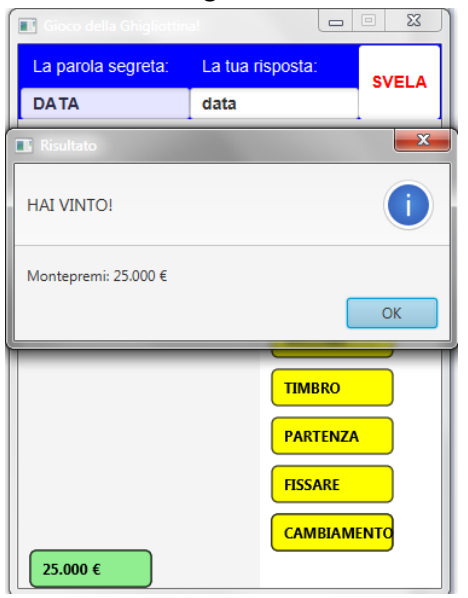 Gioco della Ghigliottina!
La parola segreta: La tua risposta:
SVELA
DATA data
Risultato
HAI VINTO!
Montepremi: 25.000 €
OK
TIMBRO
PARTENZA
FISSARE
CAMBIAMENTO
25.000 €